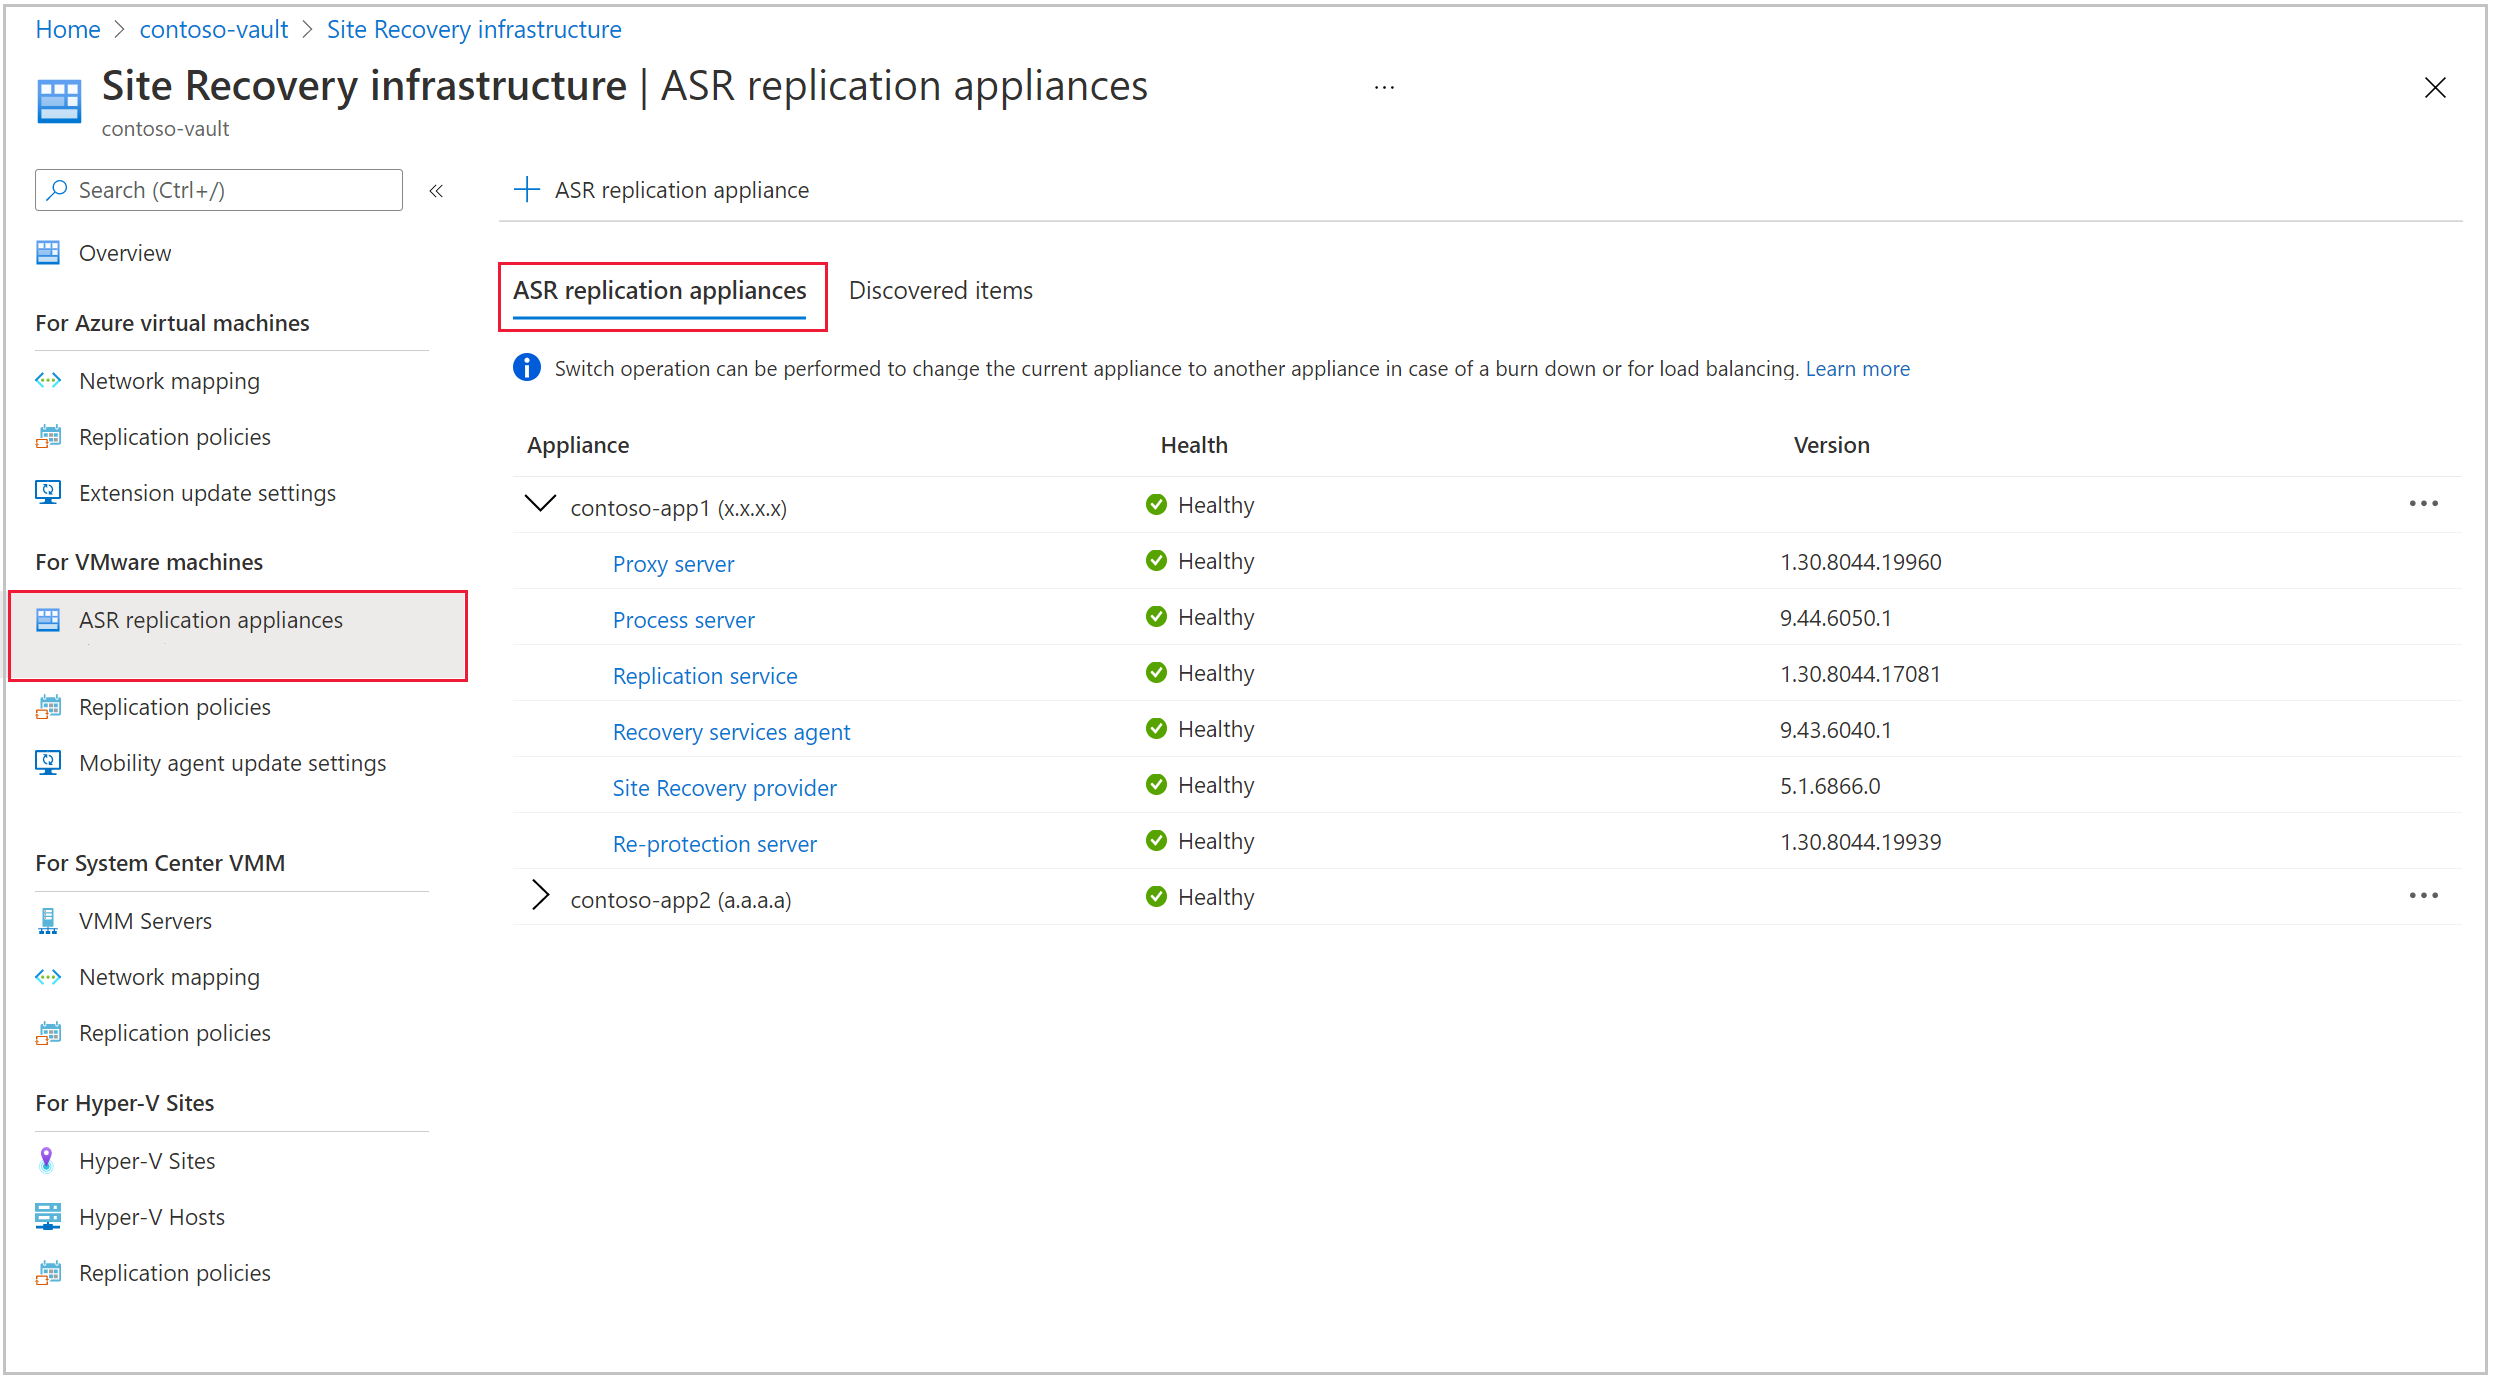 Home > contoso-vault > Site Recovery infrastructure
Site Recovery infrastructure | ASR replication appliances ...
contoso-vault
Search (Ctrl+/)
«
Overview
For Azure virtual machines
Network mapping
Replication policies
Extension update settings
For VMware machines
ASR replication appliances
Replication policies
Mobility agent update settings
For System Center VMM
VMM Servers
Network mapping
Replication policies
For Hyper-V Sites
Hyper-V Sites
Hyper-V Hosts
Replication policies
+ ASR replication appliance
ASR replication appliances Discovered items
Switch operation can be performed to change the current appliance to another appliance in case of a burn down or for load balancing. Learn more
Appliance Health Version
contoso-app1 (x.x.x.x) Healthy
Proxy server Healthy 1.30.8044.19960
Process server Healthy 9.44.6050.1
Replication service Healthy 1.30.8044.17081
Recovery services agent Healthy 9.43.6040.1
Site Recovery provider Healthy 5.1.6866.0
Re-protection server Healthy 1.30.8044.19939
contoso-app2 (a.a.a.a) Healthy